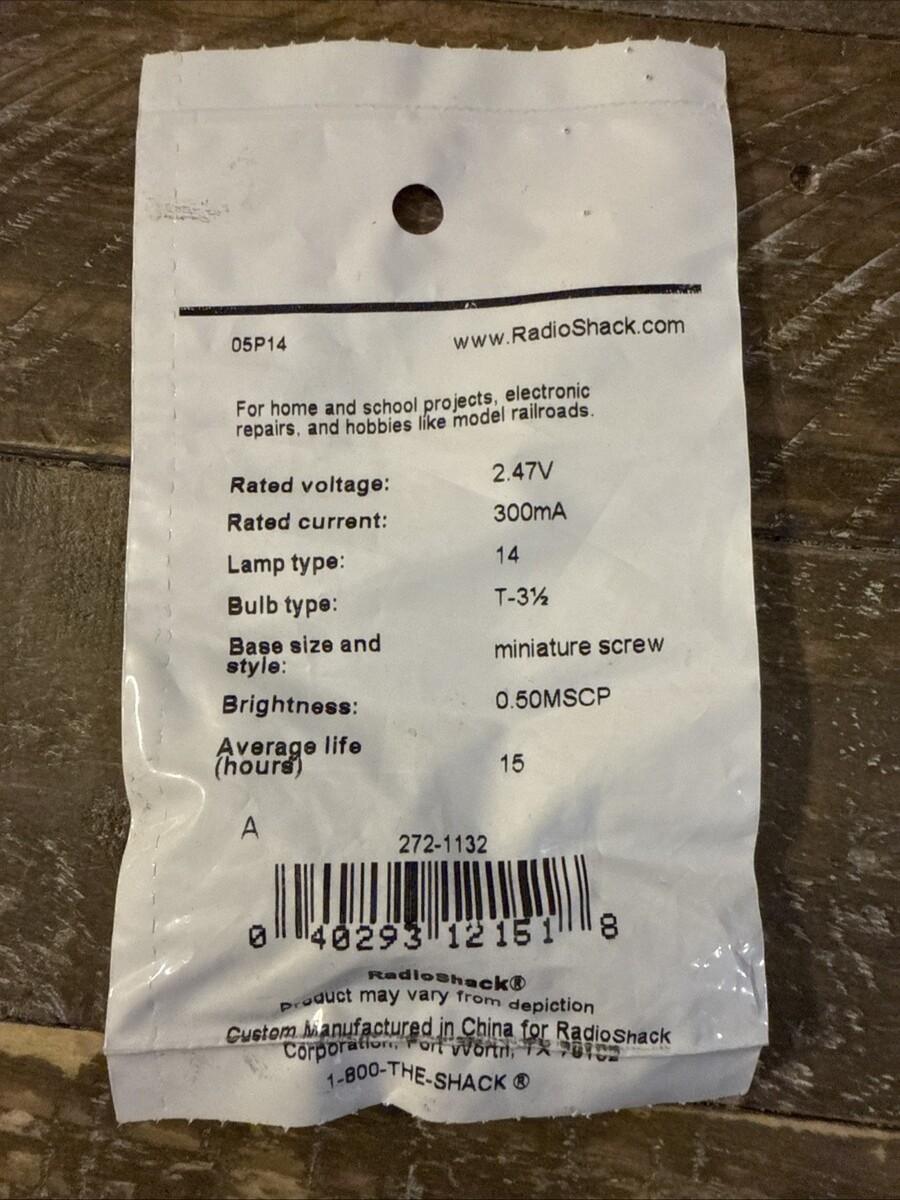 05P14 www.RadioShack.com
For home and school projects, electronic
repairs, and hobbies like model railroads.
Rated voltage: 2.47V
Rated current: 300mA
Lamp type: 14
Bulb type: T-3½
Base size and
style: miniature screw
Brightness: 0.50MSCP
Average life
(hours) 15
A
272-1132
0 40293 12151 8
RadioShack®
Product may vary from depiction
Custom Manufactured in China for RadioShack
Corporation, Fort Worth, TX 76102
1-800-THE-SHACK ®